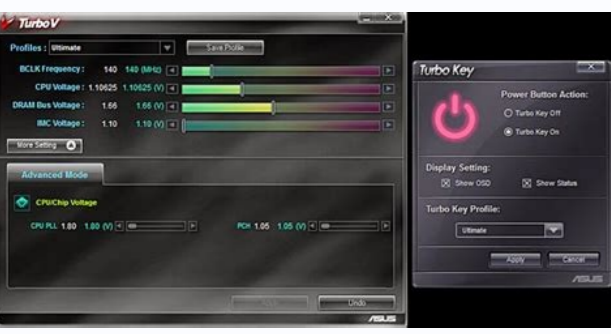 TurboV
Profiles : Ultimate
Save Profile
BCLK Frequency : 140 140 (MHz)
CPU Voltage : 1.10625 1.10625 (V)
DRAM Bus Voltage : 1.66 1.66 (V)
IMC Voltage : 1.10 1.10 (V)
More Setting
Advanced Mode
CPU/Chip Voltage
CPU PLL 1.80 1.80 (V) PCH 1.05 1.05 (V)
Undo
ASUS
Turbo Key
Power Button Action:
Turbo Key Off
Turbo Key On
Display Setting:
Show OSD Show Status
Turbo Key Profile:
Ultimate
Apply Cancel
ASUS